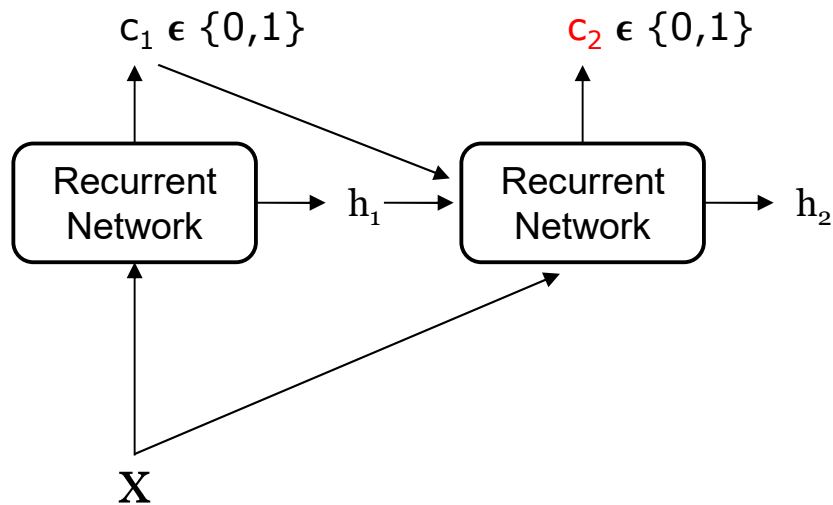 c₁ ϵ {0,1}
c₂ ϵ {0,1}
Recurrent
Network
h₁
Recurrent
Network
h₂
X